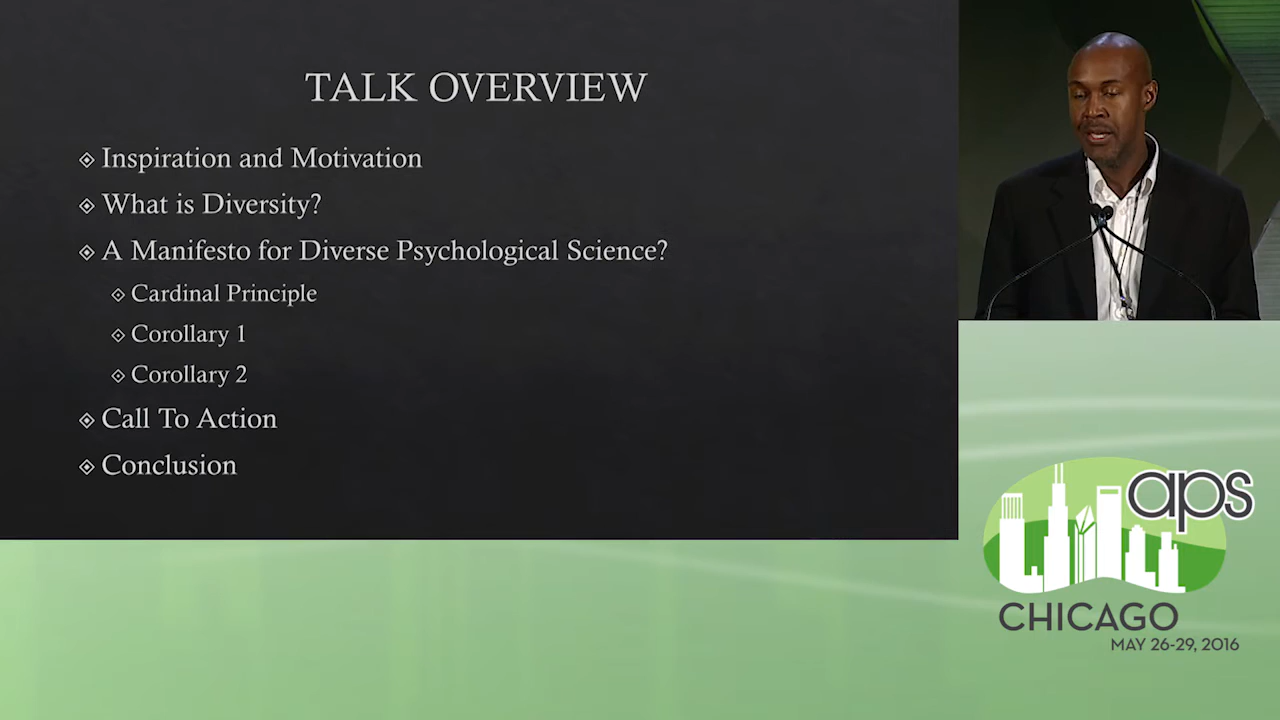 TALK OVERVIEW
Inspiration and Motivation
What is Diversity?
A Manifesto for Diverse Psychological Science?
Cardinal Principle
Corollary 1
Corollary 2
Call To Action
Conclusion
aps
CHICAGO
MAY 26-29, 2016